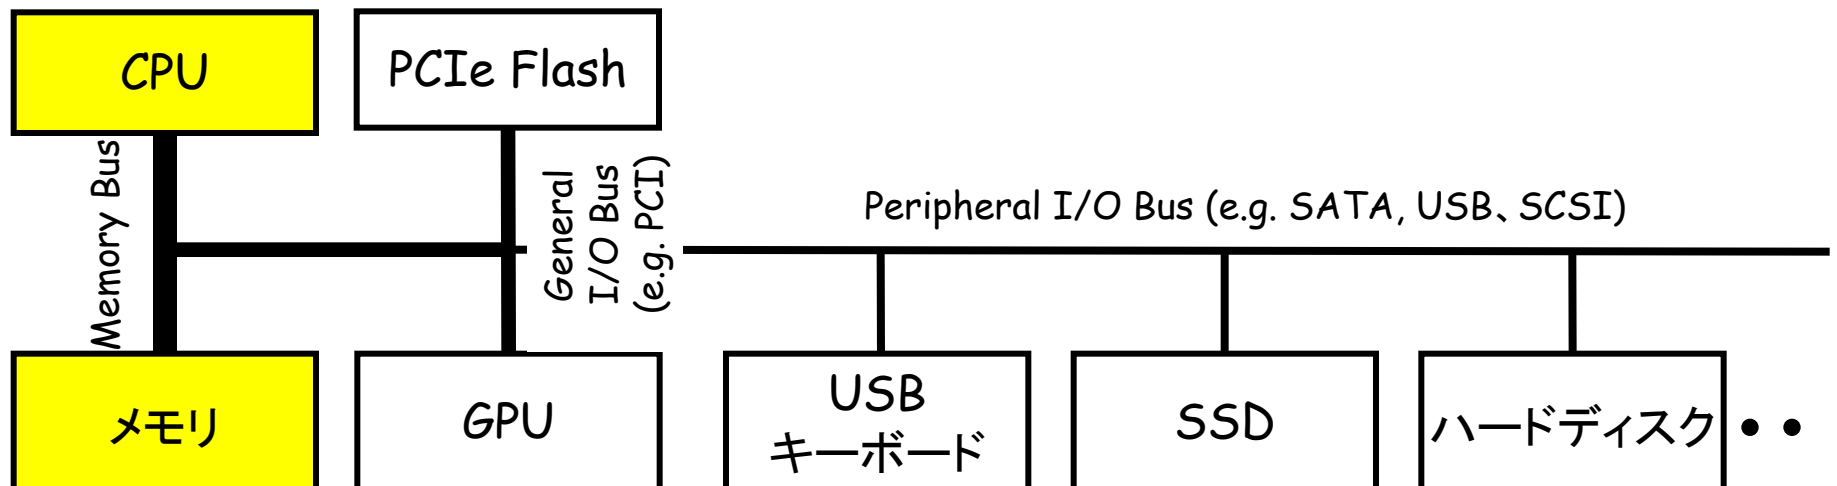 CPU
PCIe Flash
Memory Bus
General
I/O Bus
(e.g. PCI)
Peripheral I/O Bus (e.g. SATA, USB、SCSI)
メモリ
GPU
USB
キーボード
SSD
ハードディスク
・・